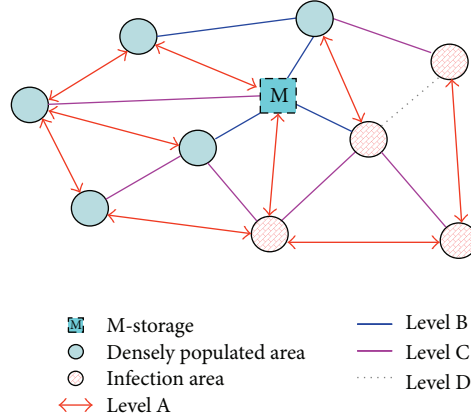 M
M M-storage
Densely populated area
Infection area
Level A
Level B
Level C
Level D